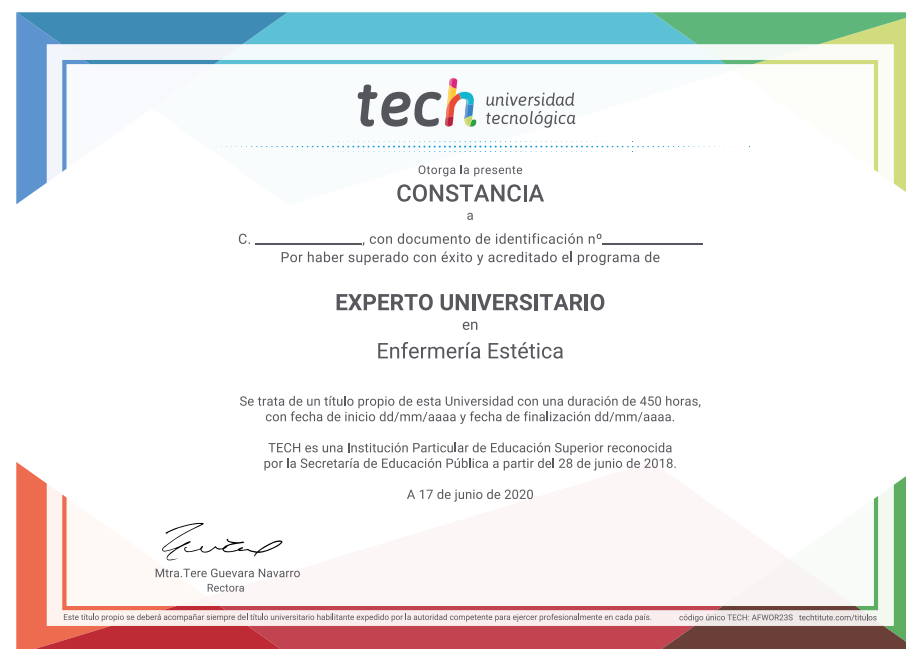 tech universidad
tecnológica
Otorga la presente
CONSTANCIA
a
C. ______________, con documento de identificación nº_____________
Por haber superado con éxito y acreditado el programa de
EXPERTO UNIVERSITARIO
en
Enfermería Estética
Se trata de un título propio de esta Universidad con una duración de 450 horas,
con fecha de inicio dd/mm/aaaa y fecha de finalización dd/mm/aaaa.
TECH es una Institución Particular de Educación Superior reconocida
por la Secretaría de Educación Pública a partir del 28 de junio de 2018.
A 17 de junio de 2020
Mtra.Tere Guevara Navarro
Rectora
Este título propio se deberá acompañar siempre del título universitario habilitante expedido por la autoridad competente para ejercer profesionalmente en cada país. código único TECH: AFWOR23S techtitute.com/titulos